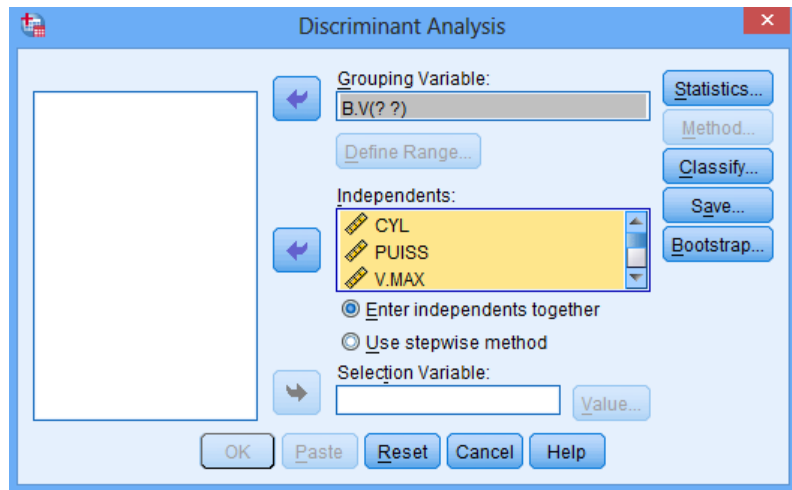 Discriminant Analysis
Grouping Variable:
B.V(? ?)
Define Range...
Independents:
CYL
PUISS
V.MAX
Enter independents together
Use stepwise method
Selection Variable:
Value...
Statistics...
Method...
Classify...
Save...
Bootstrap...
OK Paste Reset Cancel Help